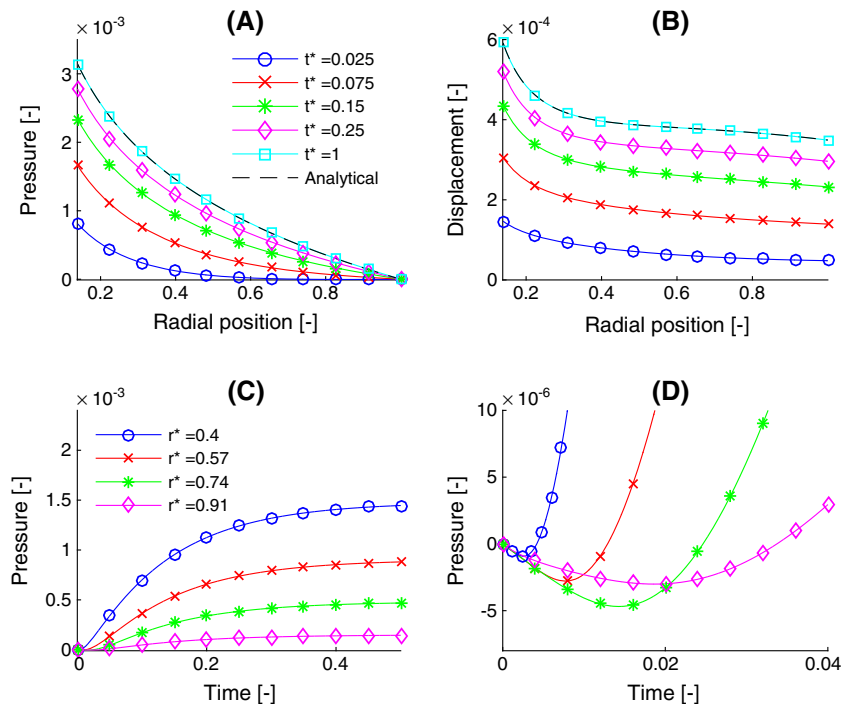 (A)
× 10⁻³
Pressure [-]
3
2
1
0
0.2
0.4
0.6
0.8
Radial position [-]
t* =0.025
t* =0.075
t* =0.15
t* =0.25
t* =1
Analytical
(B)
6 × 10⁻⁴
Displacement [-]
4
2
0
0.2
0.4
0.6
0.8
Radial position [-]
(C)
× 10⁻³
Pressure [-]
2
1.5
1
0.5
0
0
0.2
0.4
Time [-]
r* =0.4
r* =0.57
r* =0.74
r* =0.91
(D)
10 × 10⁻⁶
Pressure [-]
5
0
-5
0
0.02
0.04
Time [-]